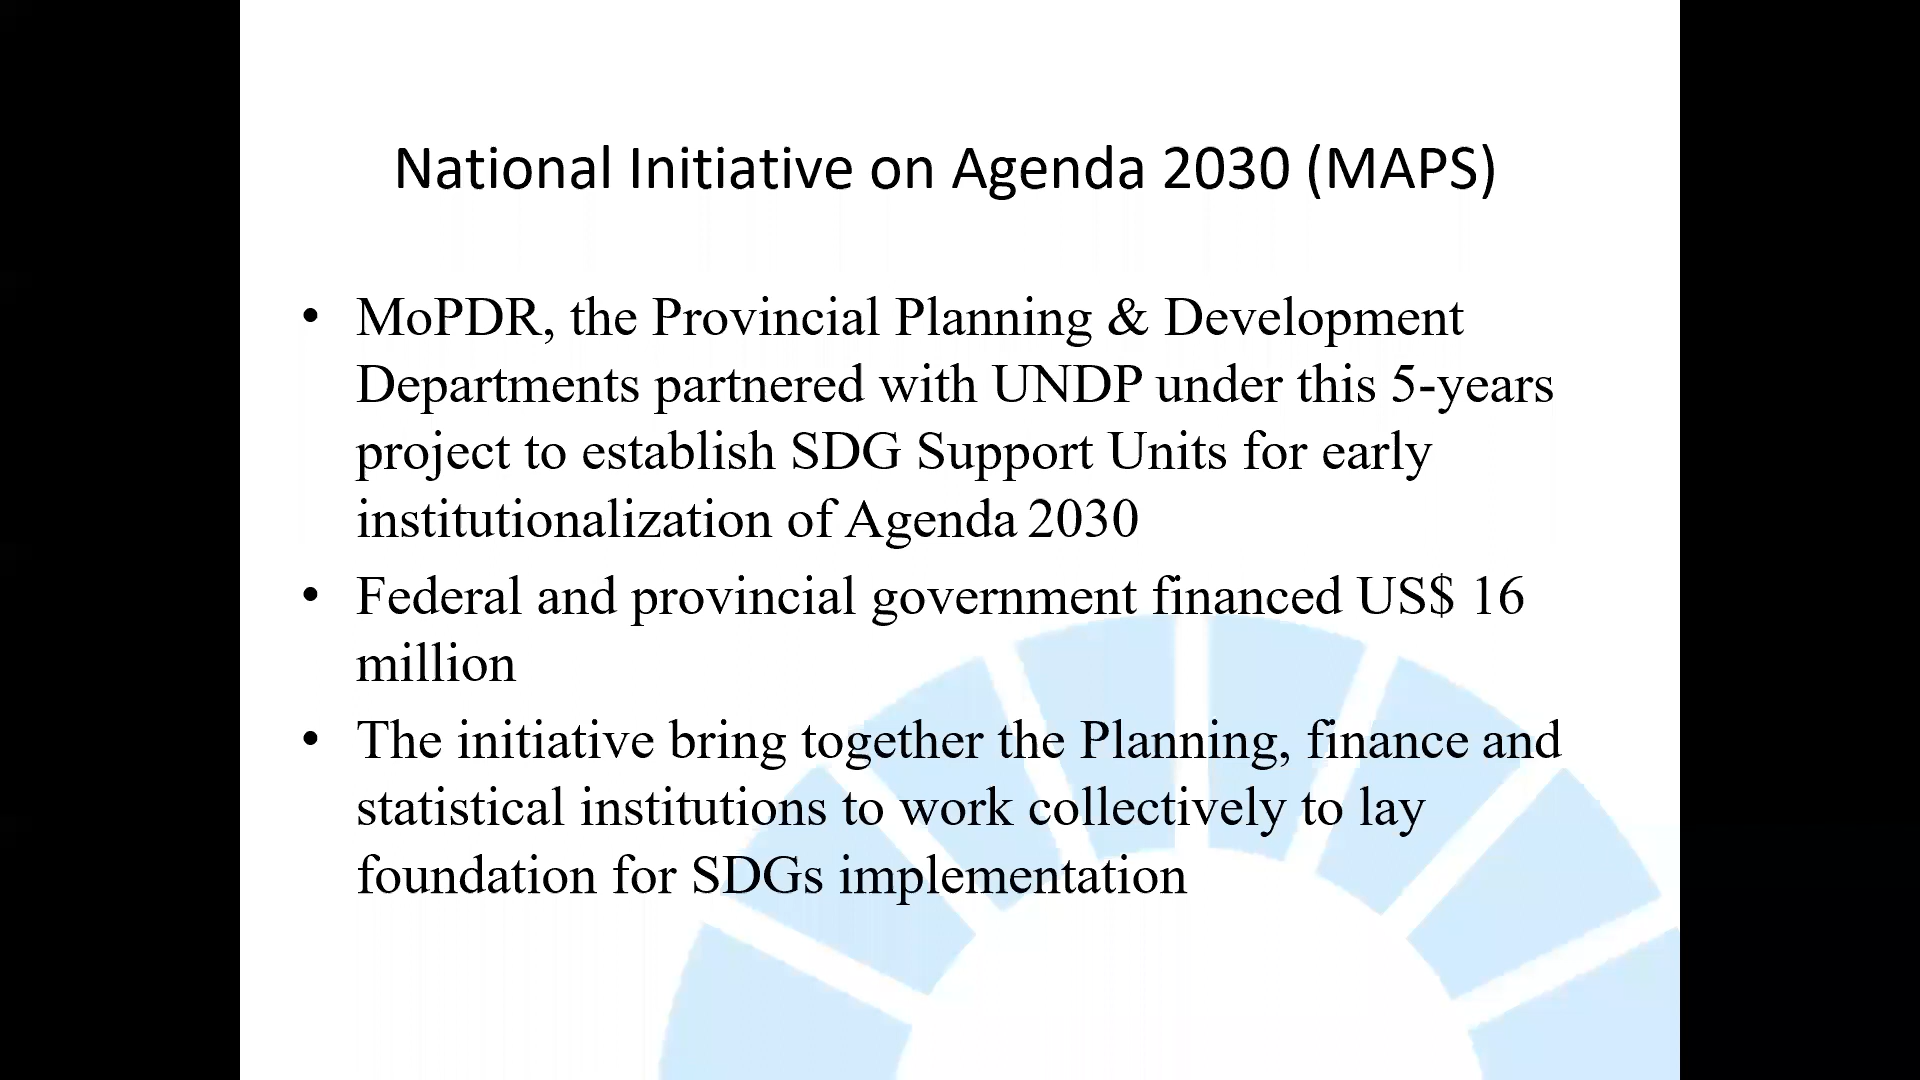 National Initiative on Agenda 2030 (MAPS)
• MoPDR, the Provincial Planning & Development
Departments partnered with UNDP under this 5-years
project to establish SDG Support Units for early
institutionalization of Agenda 2030
• Federal and provincial government financed US$ 16
million
• The initiative bring together the Planning, finance and
statistical institutions to work collectively to lay
foundation for SDGs implementation